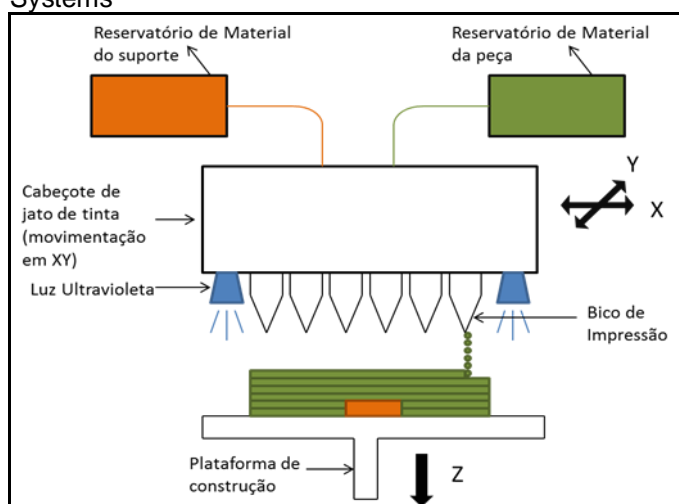 Systems
Reservatório de Material
do suporte
Reservatório de Material
da peça
Cabeçote de
jato de tinta
(movimentação
em XY)
Y
X
Luz Ultravioleta
Bico de
Impressão
Plataforma de
construção
Z